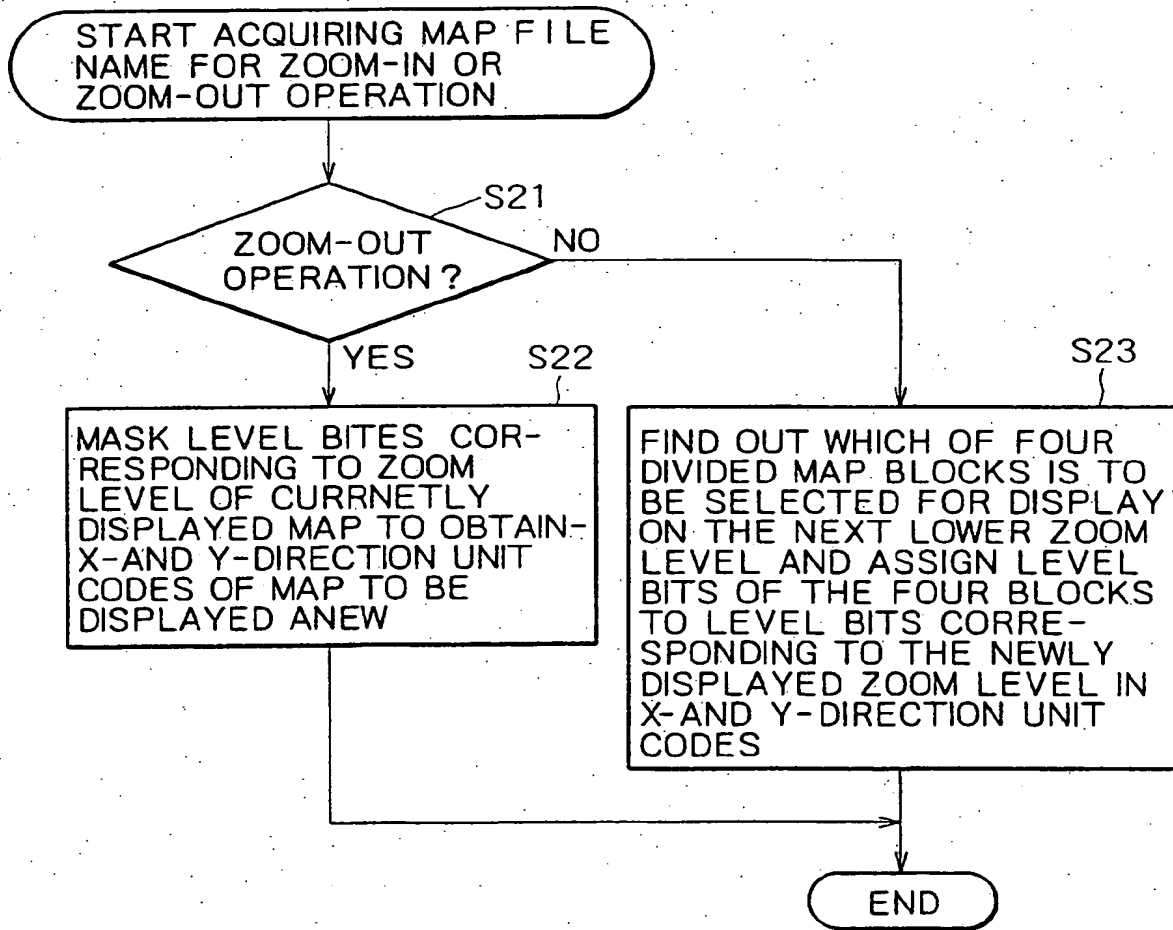 START ACQUIRING MAP FILE
NAME FOR ZOOM-IN OR
ZOOM-OUT OPERATION
S21
ZOOM-OUT
OPERATION?
NO
YES
S22
MASK LEVEL BITES COR-
RESPONDING TO ZOOM
LEVEL OF CURRNETLY
DISPLAYED MAP TO OBTAIN-
X-AND Y-DIRECTION UNIT
CODES OF MAP TO BE
DISPLAYED ANEW
S23
FIND OUT WHICH OF FOUR
DIVIDED MAP BLOCKS IS TO
BE SELECTED FOR DISPLAY
ON THE NEXT LOWER ZOOM
LEVEL AND ASSIGN LEVEL
BITS OF THE FOUR BLOCKS
TO LEVEL BITS CORRE-
SPONDING TO THE NEWLY
DISPLAYED ZOOM LEVEL IN
X-AND Y-DIRECTION UNIT
CODES
END